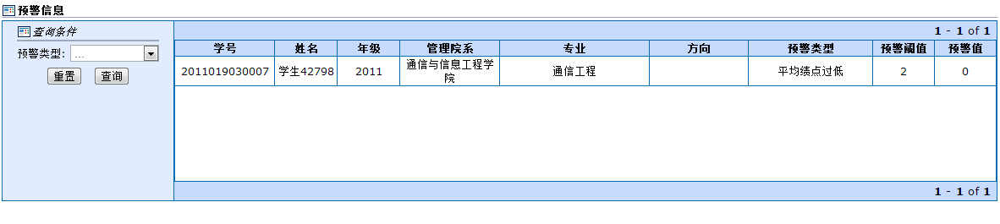 预警信息
查询条件
预警类型: ...
重置 查询
1 - 1 of 1
学号 姓名 年级 管理院系 专业 方向 预警类型 预警阈值 预警值
2011019030007 学生42798 2011 通信与信息工程学 通信工程 平均绩点过低 2 0
院
1 - 1 of 1